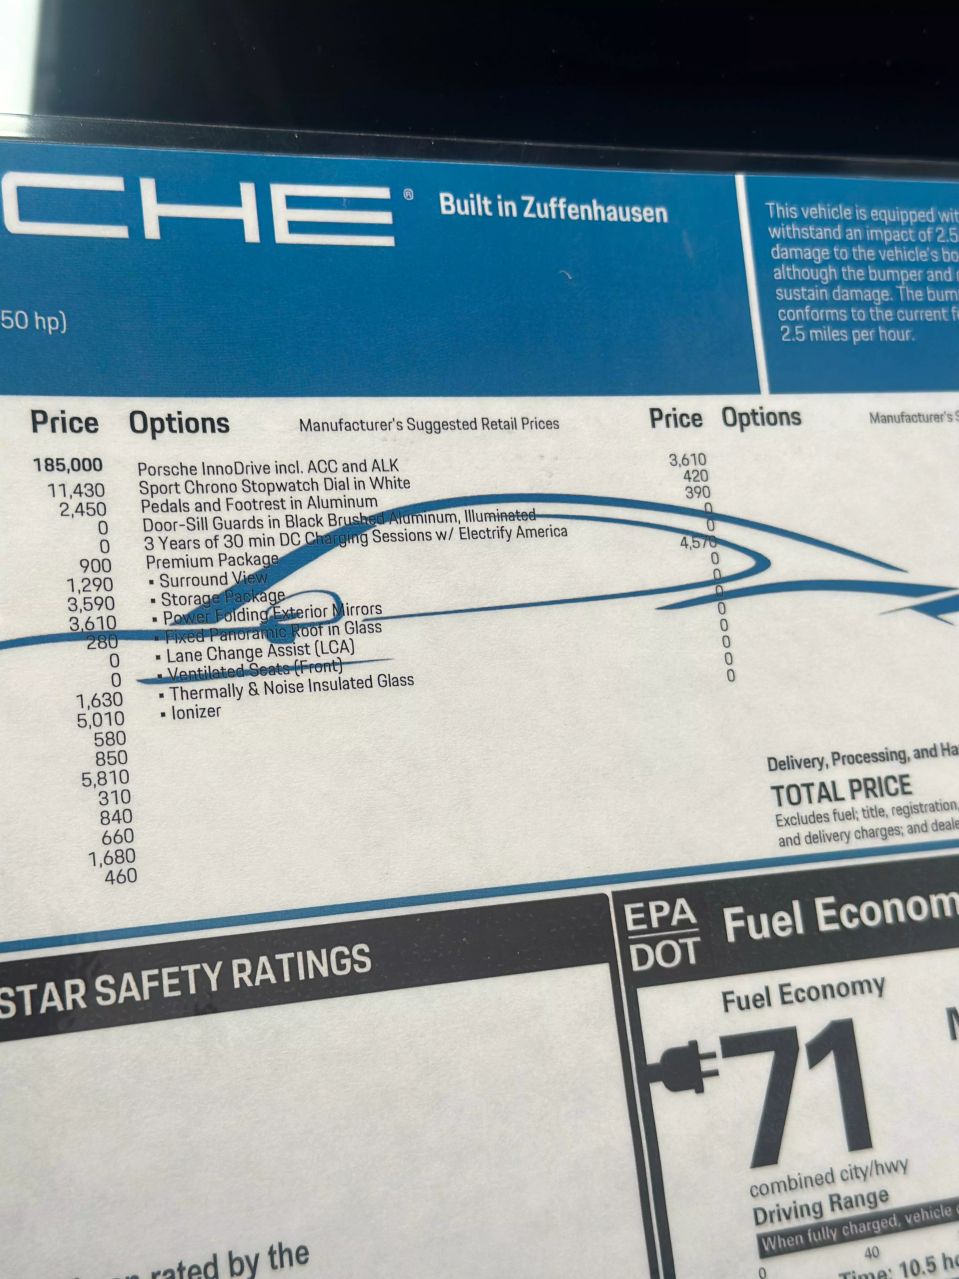 CHE®
Built in Zuffenhausen
This vehicle is equipped wit
withstand an impact of 2.5
damage to the vehicle's bo
although the bumper and
sustain damage. The bum
conforms to the current f
2.5 miles per hour.
50 hp)
Price
185,000
11,430
2,450
0
0
900
1,290
3,590
3,610
280
0
0
1,630
5,010
580
850
5,810
310
840
660
1,680
460
Options Manufacturer's Suggested Retail Prices Price
Porsche InnoDrive incl. ACC and ALK 3,610
Sport Chrono Stopwatch Dial in White 420
Pedals and Footrest in Aluminum 390
Door-Sill Guards in Black Brushed Aluminum, Illuminated 0
3 Years of 30 min DC Charging Sessions w/ Electrify America 0
Premium Package 4,570
▪ Surround View 0
▪ Storage Package 0
▪ Power Folding Exterior Mirrors 0
▪ Fixed Panoramic Roof in Glass 0
▪ Lane Change Assist (LCA) 0
▪ Ventilated Seats (Front) 0
▪ Thermally & Noise Insulated Glass 0
▪ Ionizer 0
Options Manufacturer's S
Delivery, Processing, and Ha
TOTAL PRICE
Excludes fuel; title, registration,
and delivery charges; and deale
STAR SAFETY RATINGS
rated by the
EPA
DOT
Fuel Econom
Fuel Economy
71
combined city/hwy
Driving Range
When fully charged, vehicle
0 40
Time: 10.5 ho